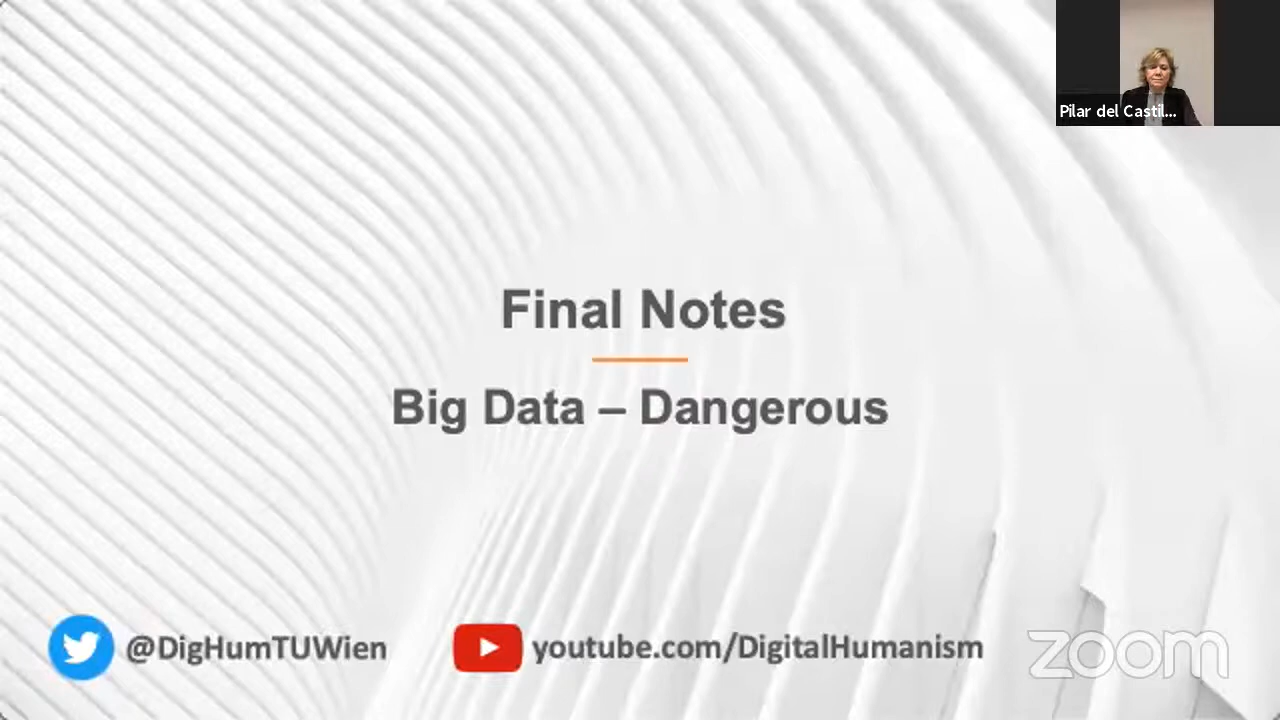 Pilar del Castil...
Final Notes
Big Data – Dangerous
@DigHumTUWien
youtube.com/DigitalHumanism
zoom